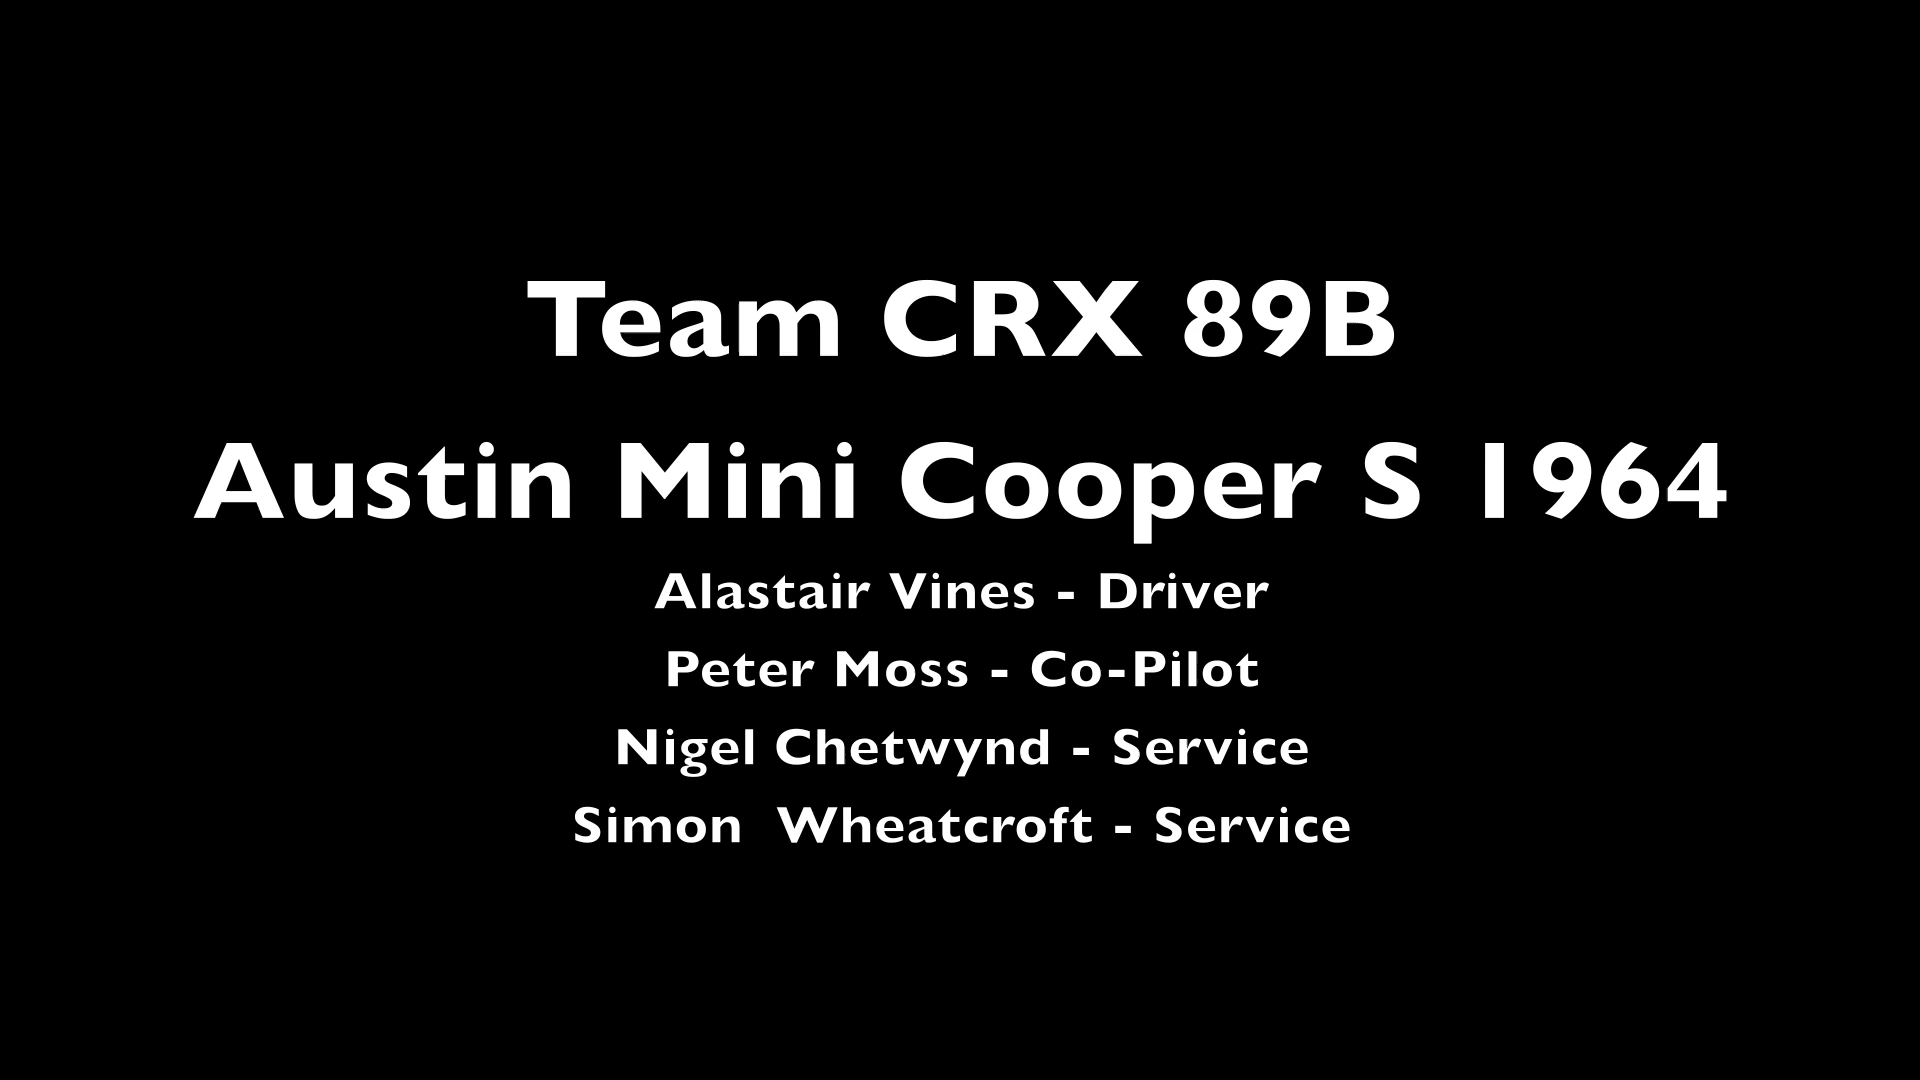 Team CRX 89B
Austin Mini Cooper S 1964
Alastair Vines - Driver
Peter Moss - Co-Pilot
Nigel Chetwynd - Service
Simon  Wheatcroft - Service